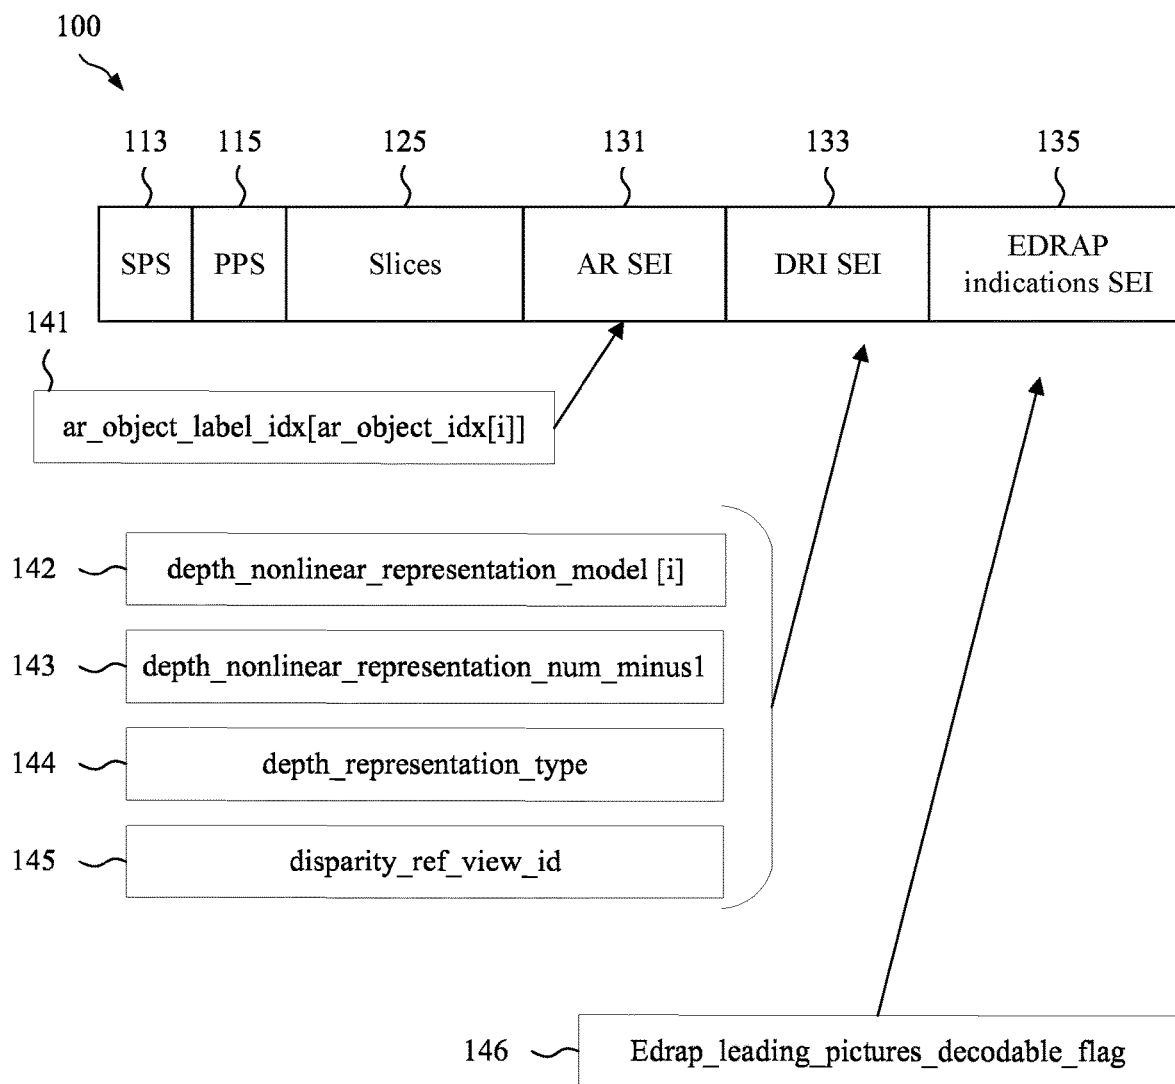 100
113 115 125 131 133 135
SPS PPS Slices AR SEI DRI SEI EDRAP
indications SEI
141
ar_object_label_idx[ar_object_idx[i]]
142 depth_nonlinear_representation_model [i]
143 depth_nonlinear_representation_num_minus1
144 depth_representation_type
145 disparity_ref_view_id
146 Edrap_leading_pictures_decodable_flag